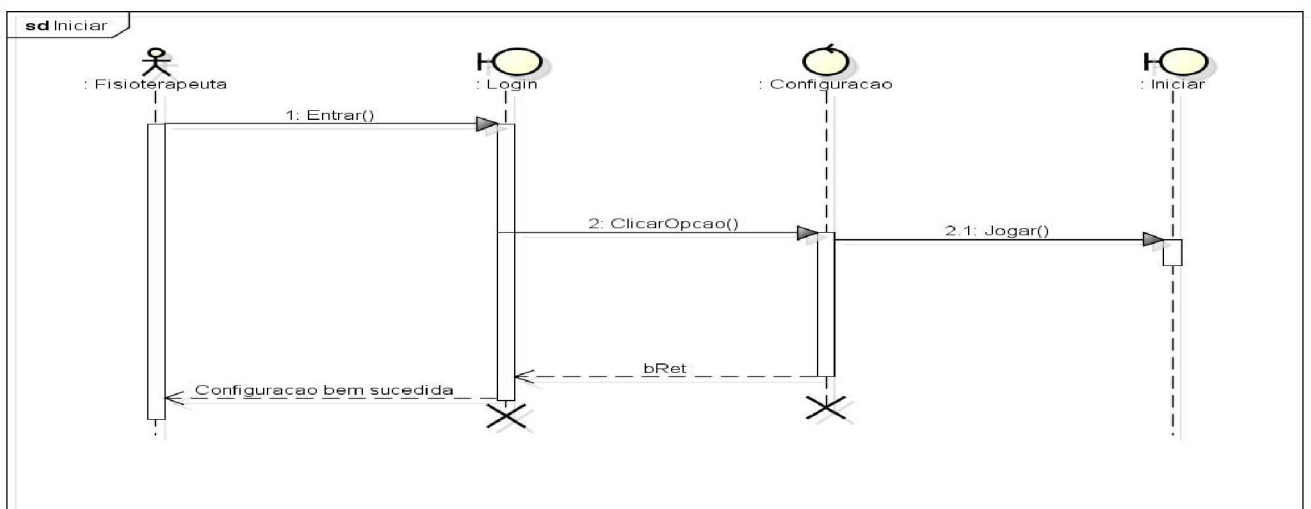 sd Iniciar
: Fisioterapeuta
: Login
: Configuracao
: Iniciar
1: Entrar()
2: ClicarOpcao()
2.1: Jogar()
bRet
Configuracao bem sucedida